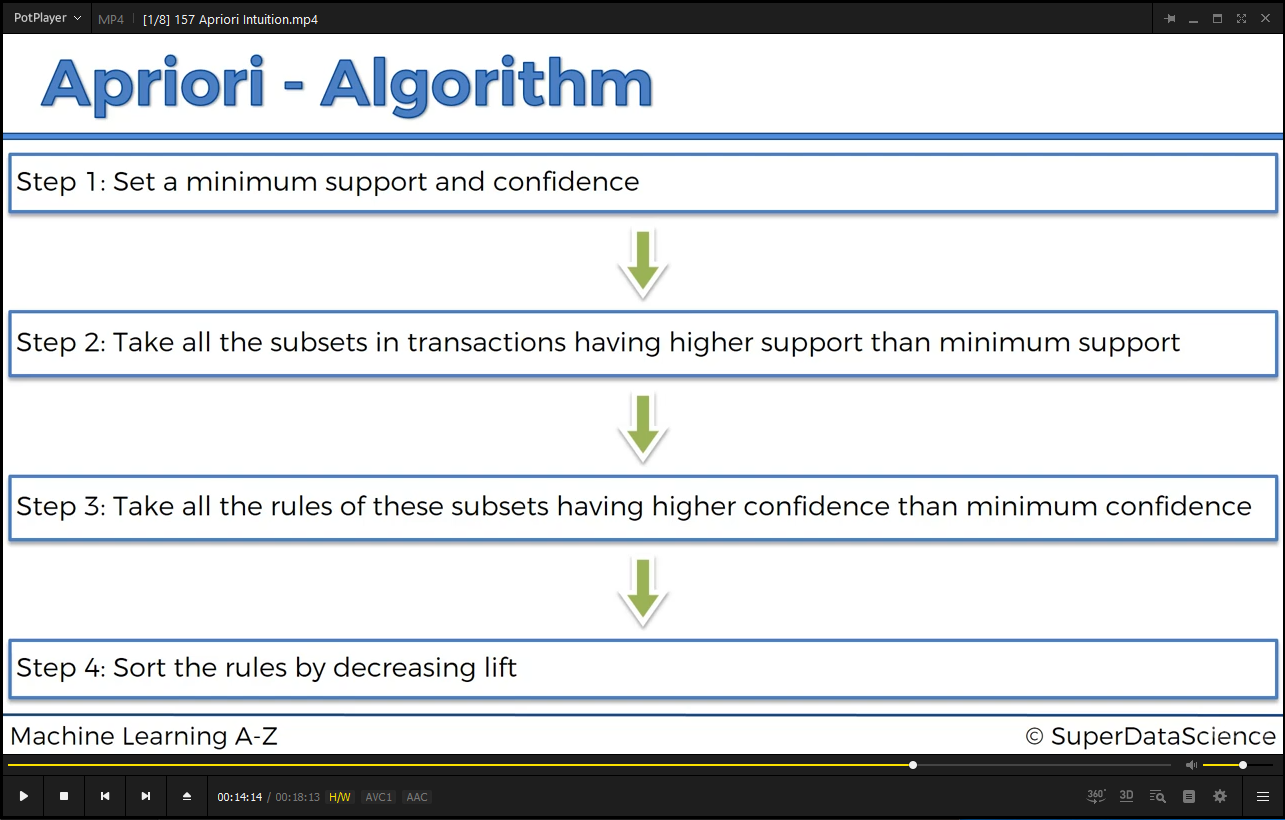 PotPlayer MP4 [1/8] 157 Apriori Intuition.mp4
Apriori - Algorithm
Step 1: Set a minimum support and confidence
Step 2: Take all the subsets in transactions having higher support than minimum support
Step 3: Take all the rules of these subsets having higher confidence than minimum confidence
Step 4: Sort the rules by decreasing lift
Machine Learning A-Z © SuperDataScience
00:14:14 / 00:18:13 H/W AVC1 AAC 360° 3D